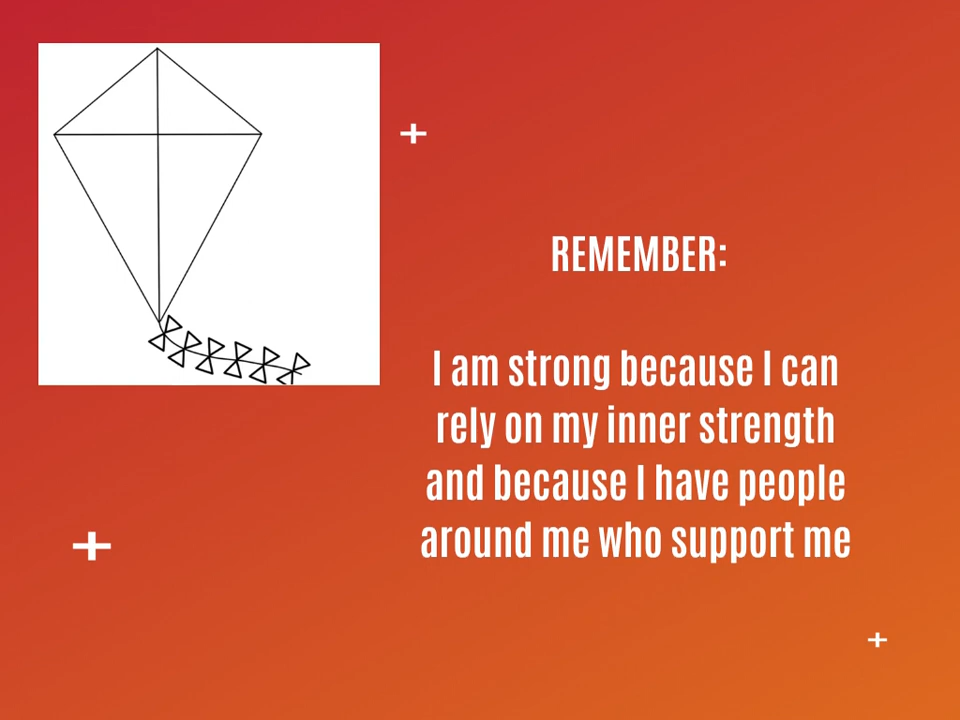 REMEMBER:
I am strong because I can
rely on my inner strength
and because I have people
around me who support me